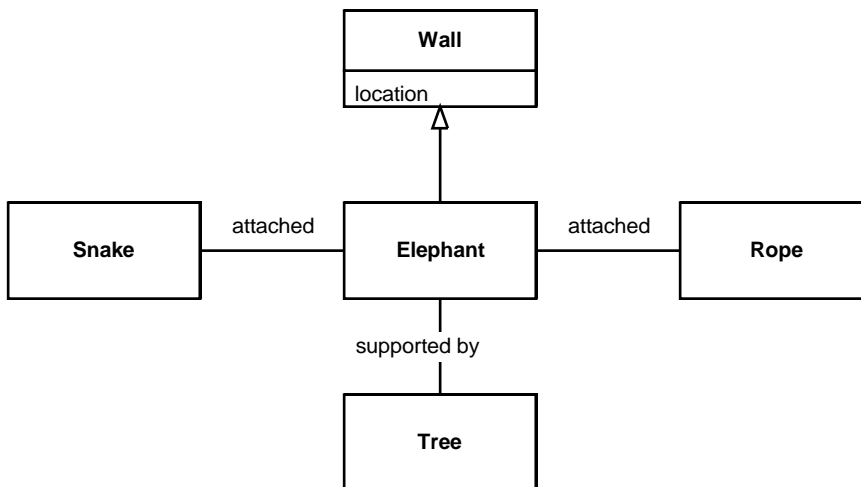 Wall
location
attached
attached
Snake
Elephant
Rope
supported by
Tree